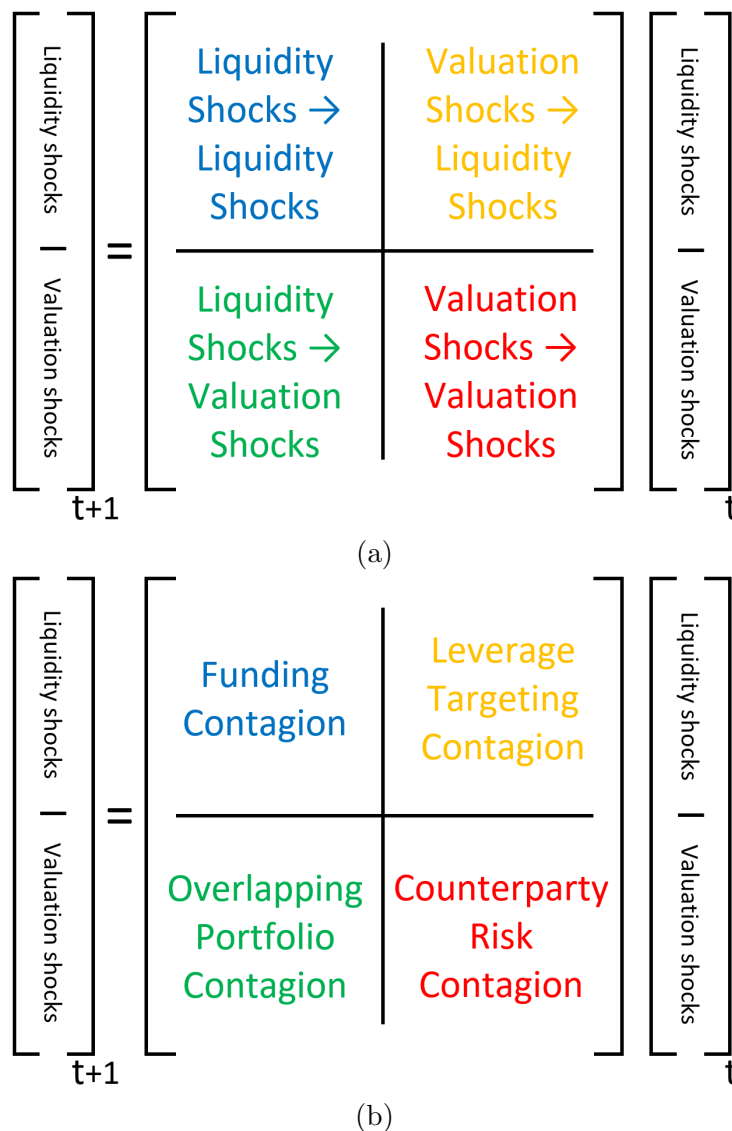 Liquidity shocks | Valuation shocks
t+1
=
Liquidity
Shocks →
Liquidity
Shocks
Valuation
Shocks →
Liquidity
Shocks
Liquidity
Shocks →
Valuation
Shocks
Valuation
Shocks →
Valuation
Shocks
Liquidity shocks | Valuation shocks
t
(a)
Liquidity shocks | Valuation shocks
t+1
=
Funding
Contagion
Leverage
Targeting
Contagion
Overlapping
Portfolio
Contagion
Counterparty
Risk
Contagion
Liquidity shocks | Valuation shocks
t
(b)